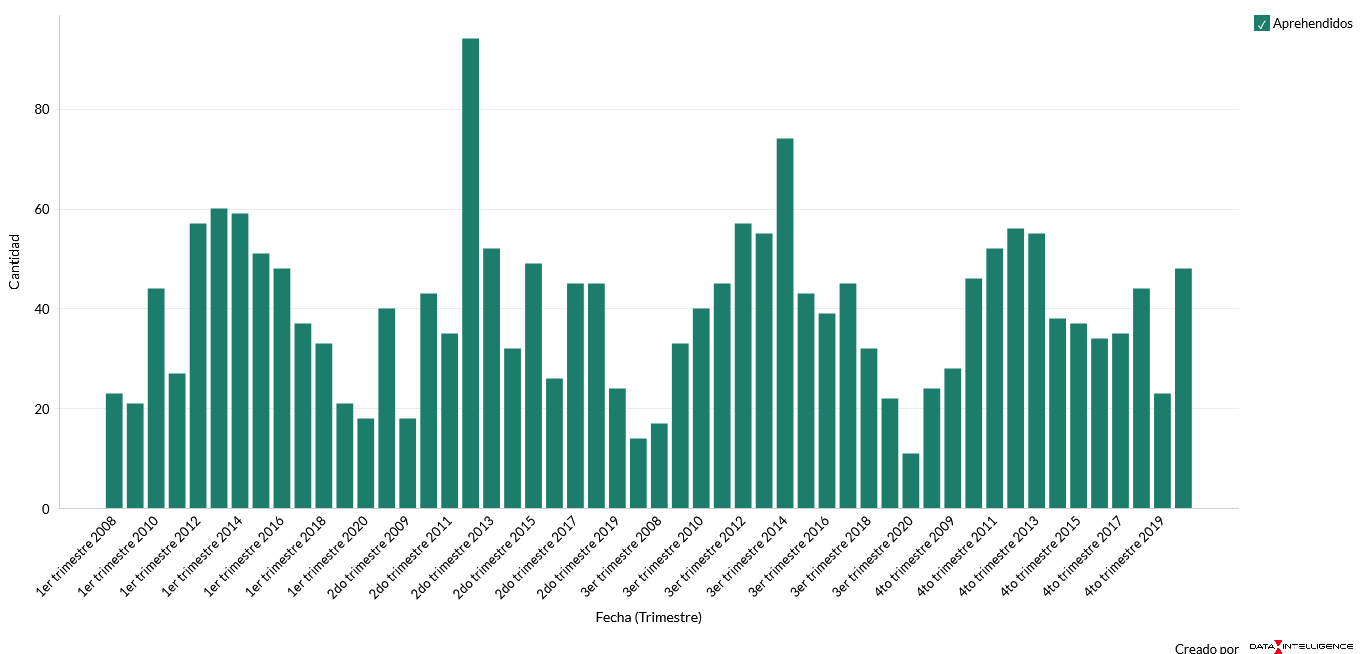 ✓ Aprehendidos
80
60
40
20
0
Cantidad
1er trimestre 2008
1er trimestre 2010
1er trimestre 2012
1er trimestre 2014
1er trimestre 2016
1er trimestre 2018
1er trimestre 2020
2do trimestre 2009
2do trimestre 2011
2do trimestre 2013
2do trimestre 2015
2do trimestre 2017
2do trimestre 2019
3er trimestre 2008
3er trimestre 2010
3er trimestre 2012
3er trimestre 2014
3er trimestre 2016
3er trimestre 2018
3er trimestre 2020
4to trimestre 2009
4to trimestre 2011
4to trimestre 2013
4to trimestre 2015
4to trimestre 2017
4to trimestre 2019
Fecha (Trimestre)
Creado por DATA INTELLIGENCE